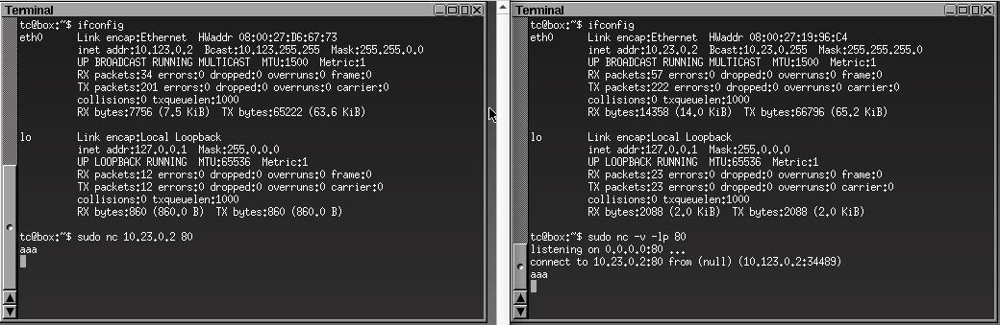 Terminal
tc@box:~$ ifconfig
eth0 Link encap:Ethernet HWaddr 08:00:27:D6:67:73
inet addr:10.123.0.2 Bcast:10.123.255.255 Mask:255.255.0.0
UP BROADCAST RUNNING MULTICAST MTU:1500 Metric:1
RX packets:34 errors:0 dropped:0 overruns:0 frame:0
TX packets:201 errors:0 dropped:0 overruns:0 carrier:0
collisions:0 txqueuelen:1000
RX bytes:7756 (7.5 KiB) TX bytes:65222 (63.6 KiB)
lo Link encap:Local Loopback
inet addr:127.0.0.1 Mask:255.0.0.0
UP LOOPBACK RUNNING MTU:65536 Metric:1
RX packets:12 errors:0 dropped:0 overruns:0 frame:0
TX packets:12 errors:0 dropped:0 overruns:0 carrier:0
collisions:0 txqueuelen:1000
RX bytes:860 (860.0 B) TX bytes:860 (860.0 B)
tc@box:~$ sudo nc 10.23.0.2 80
aaa
Terminal
tc@box:~$ ifconfig
eth0 Link encap:Ethernet HWaddr 08:00:27:19:96:C4
inet addr:10.23.0.2 Bcast:10.23.0.255 Mask:255.255.255.0
UP BROADCAST RUNNING MULTICAST MTU:1500 Metric:1
RX packets:57 errors:0 dropped:0 overruns:0 frame:0
TX packets:222 errors:0 dropped:0 overruns:0 carrier:0
collisions:0 txqueuelen:1000
RX bytes:14358 (14.0 KiB) TX bytes:66796 (65.2 KiB)
lo Link encap:Local Loopback
inet addr:127.0.0.1 Mask:255.0.0.0
UP LOOPBACK RUNNING MTU:65536 Metric:1
RX packets:23 errors:0 dropped:0 overruns:0 frame:0
TX packets:23 errors:0 dropped:0 overruns:0 carrier:0
collisions:0 txqueuelen:1000
RX bytes:2088 (2.0 KiB) TX bytes:2088 (2.0 KiB)
tc@box:~$ sudo nc -v -lp 80
listening on 0.0.0.0:80 ...
connect to 10.23.0.2:80 from (null) (10.123.0.2:34489)
aaa